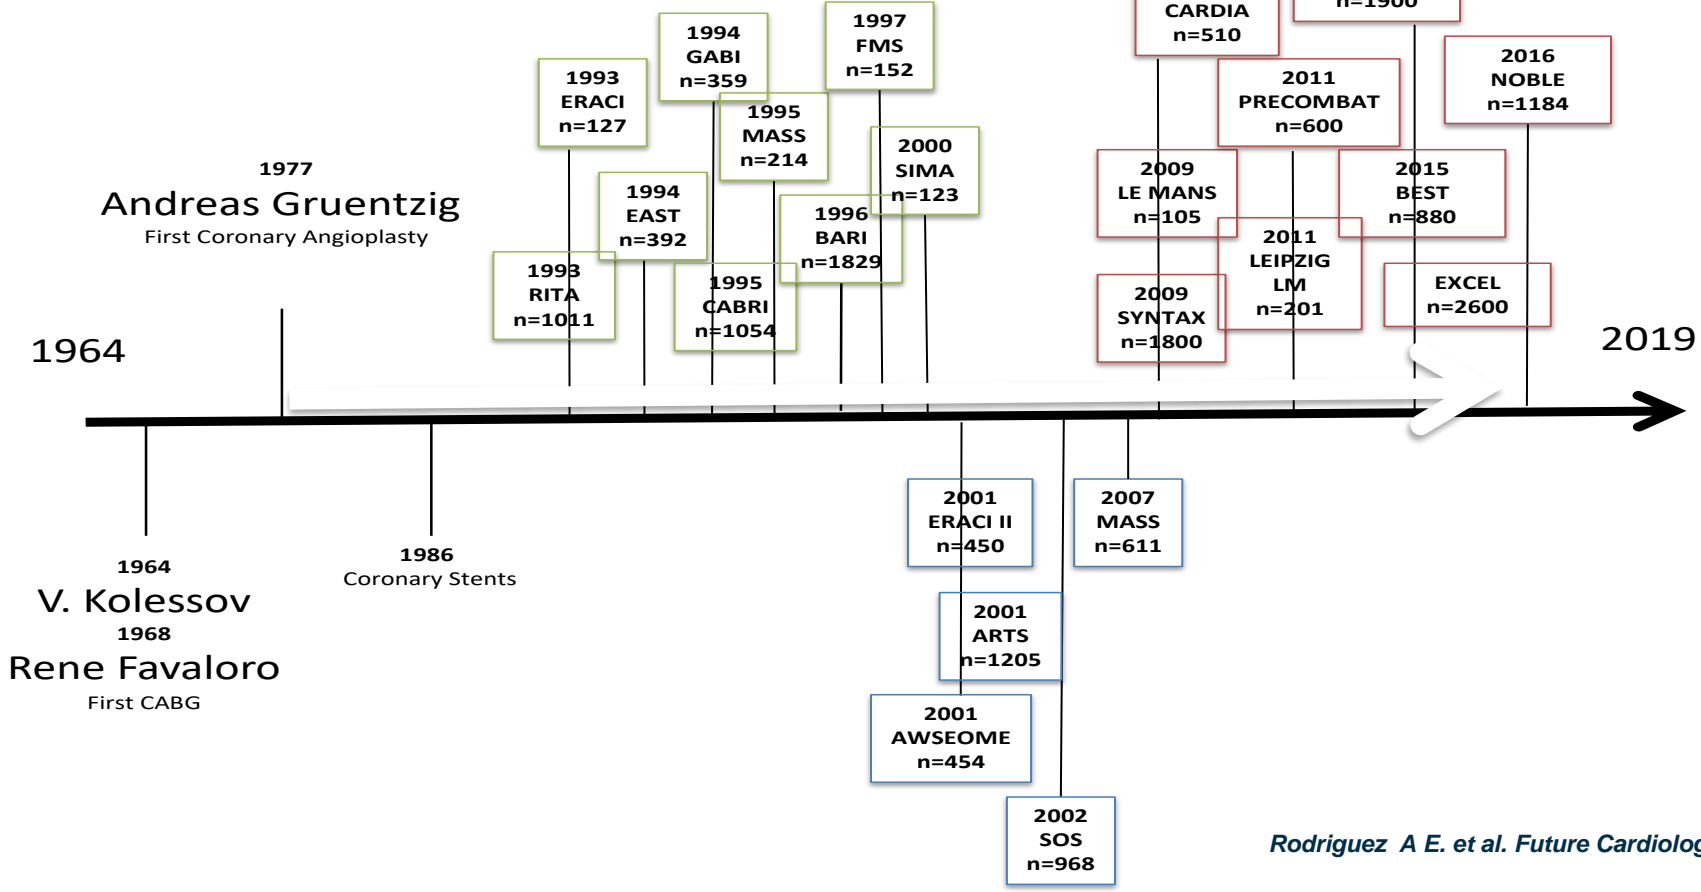 CARDIA
n=510
n=1900
1997
FMS
n=152
1994
GABI
n=359
2016
NOBLE
n=1184
1993
ERACI
n=127
2011
PRECOMBAT
n=600
1995
MASS
n=214
2000
SIMA
n=123
1977
Andreas Gruentzig
First Coronary Angioplasty
2009
LE MANS
n=105
2015
BEST
n=880
1994
EAST
n=392
1996
BARI
n=1829
2011
LEIPZIG
LM
n=201
1993
RITA
n=1011
1995
CABRI
n=1054
2009
SYNTAX
n=1800
EXCEL
n=2600
1964
2019
2001
ERACI II
n=450
2007
MASS
n=611
1964
V. Kolessov
1968
Rene Favaloro
First CABG
1986
Coronary Stents
2001
ARTS
n=1205
2001
AWSEOME
n=454
2002
SOS
n=968
Rodriguez A E. et al. Future Cardiolog